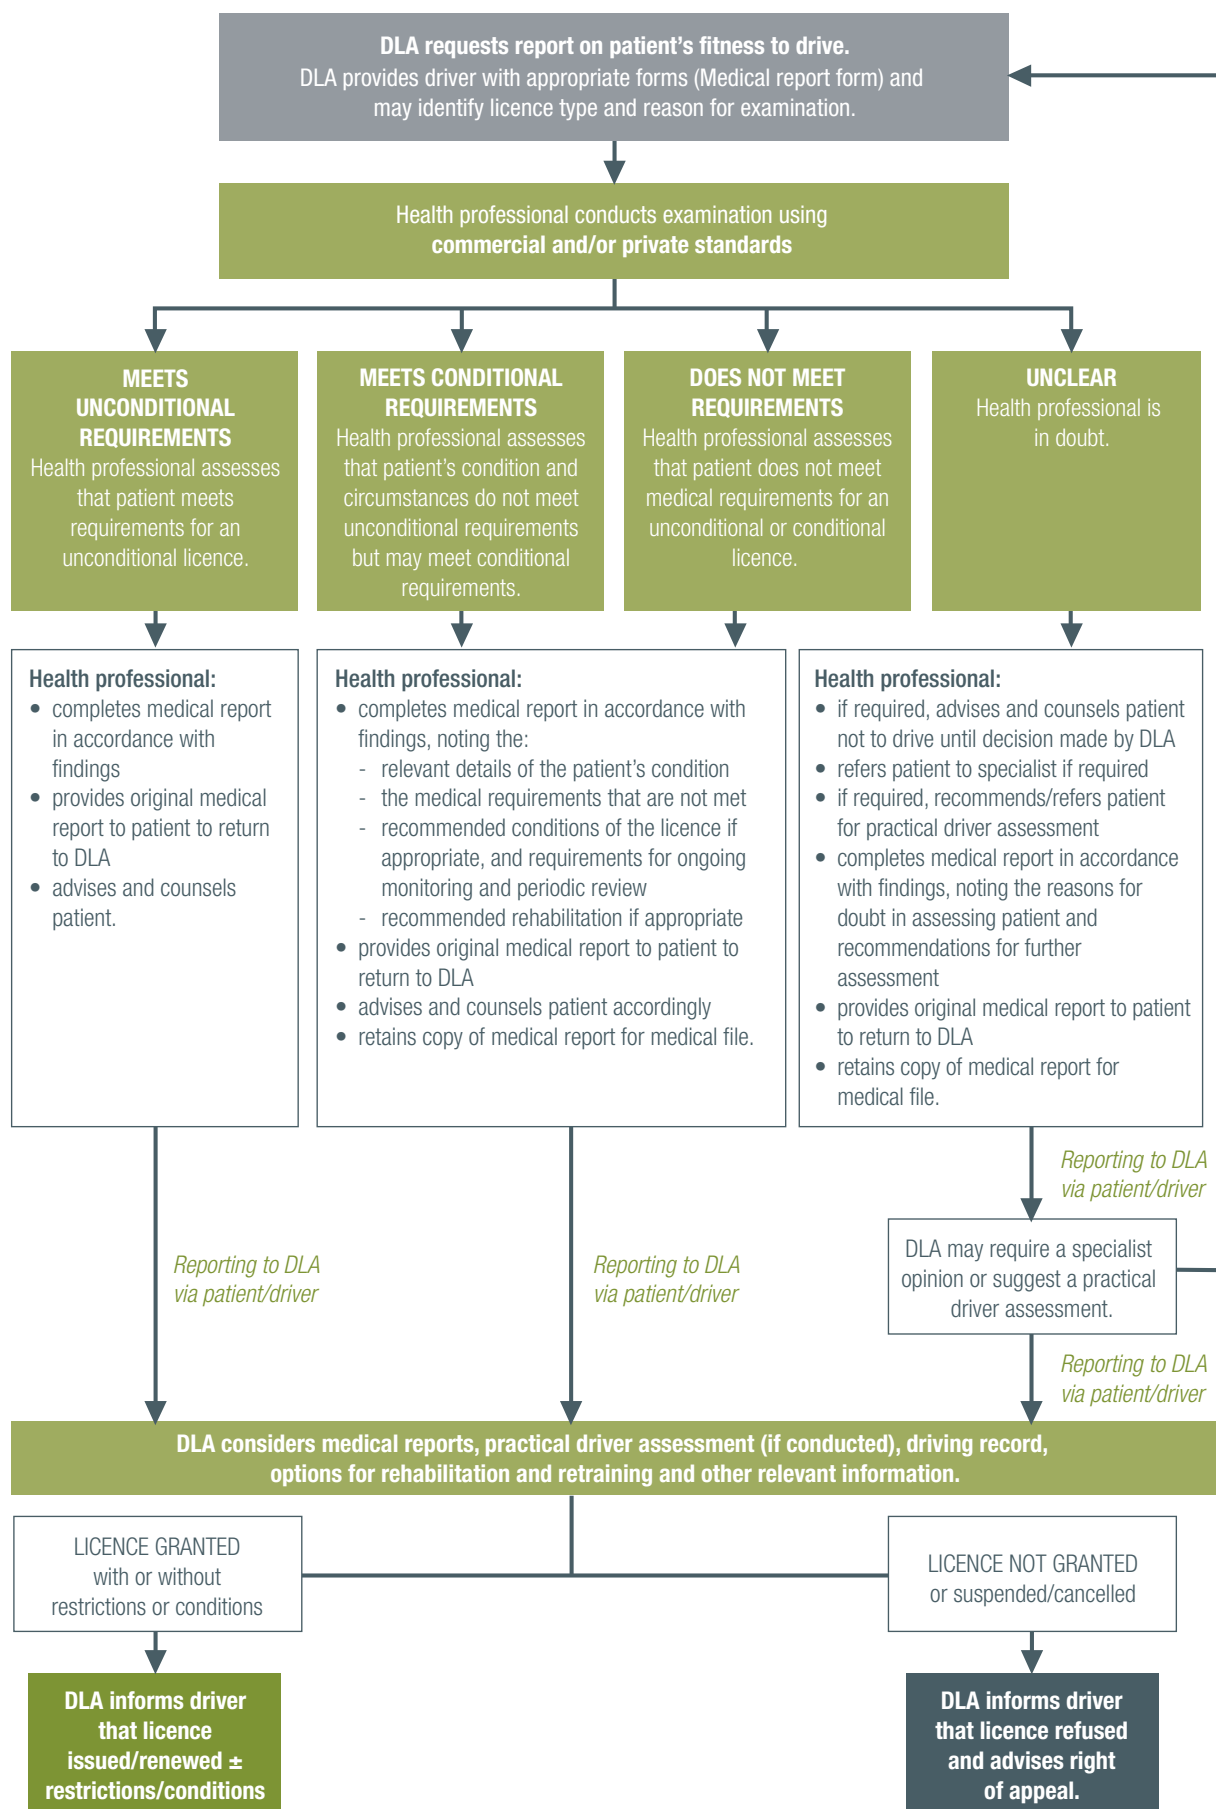 DLA requests report on patient's fitness to drive.
DLA provides driver with appropriate forms (Medical report form) and
may identify licence type and reason for examination.
Health professional conducts examination using
commercial and/or private standards
MEETS
UNCONDITIONAL
REQUIREMENTS
Health professional assesses
that patient meets
requirements for an
unconditional licence.
MEETS CONDITIONAL
REQUIREMENTS
Health professional assesses
that patient's condition and
circumstances do not meet
unconditional requirements
but may meet conditional
requirements.
DOES NOT MEET
REQUIREMENTS
Health professional assesses
that patient does not meet
medical requirements for an
unconditional or conditional
licence.
UNCLEAR
Health professional is
in doubt.
Health professional:
• completes medical report
in accordance with
findings
• provides original medical
report to patient to return
to DLA
• advises and counsels
patient.
Health professional:
• completes medical report in accordance with
findings, noting the:
- relevant details of the patient's condition
- the medical requirements that are not met
- recommended conditions of the licence if
appropriate, and requirements for ongoing
monitoring and periodic review
- recommended rehabilitation if appropriate
• provides original medical report to patient to
return to DLA
• advises and counsels patient accordingly
• retains copy of medical report for medical file.
Health professional:
• if required, advises and counsels patient
not to drive until decision made by DLA
• refers patient to specialist if required
• if required, recommends/refers patient
for practical driver assessment
• completes medical report in accordance
with findings, noting the reasons for
doubt in assessing patient and
recommendations for further
assessment
• provides original medical report to patient
to return to DLA
• retains copy of medical report for
medical file.
Reporting to DLA
via patient/driver
Reporting to DLA
via patient/driver
Reporting to DLA
via patient/driver
DLA may require a specialist
opinion or suggest a practical
driver assessment.
Reporting to DLA
via patient/driver
DLA considers medical reports, practical driver assessment (if conducted), driving record,
options for rehabilitation and retraining and other relevant information.
LICENCE GRANTED
with or without
restrictions or conditions
LICENCE NOT GRANTED
or suspended/cancelled
DLA informs driver
that licence
issued/renewed ±
restrictions/conditions
DLA informs driver
that licence refused
and advises right
of appeal.